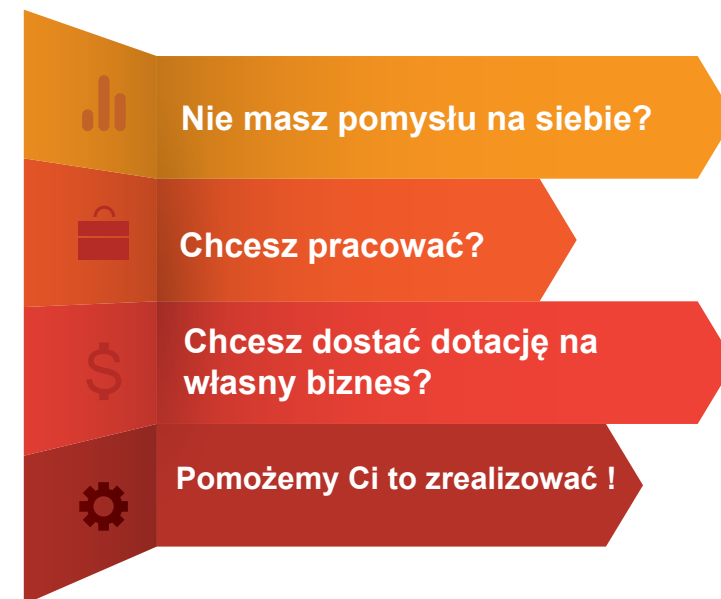 Nie masz pomysłu na siebie?
Chcesz pracować?
Chcesz dostać dotację na
własny biznes?
Pomożemy Ci to zrealizować !